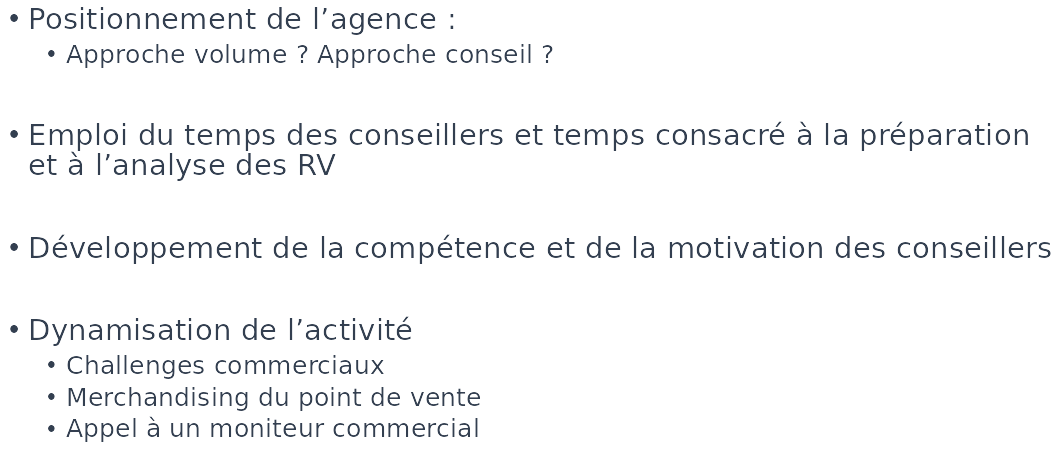 • Positionnement de l’agence :
• Approche volume ? Approche conseil ?
• Emploi du temps des conseillers et temps consacré à la préparation
et à l’analyse des RV
• Développement de la compétence et de la motivation des conseillers
• Dynamisation de l’activité
• Challenges commerciaux
• Merchandising du point de vente
• Appel à un moniteur commercial